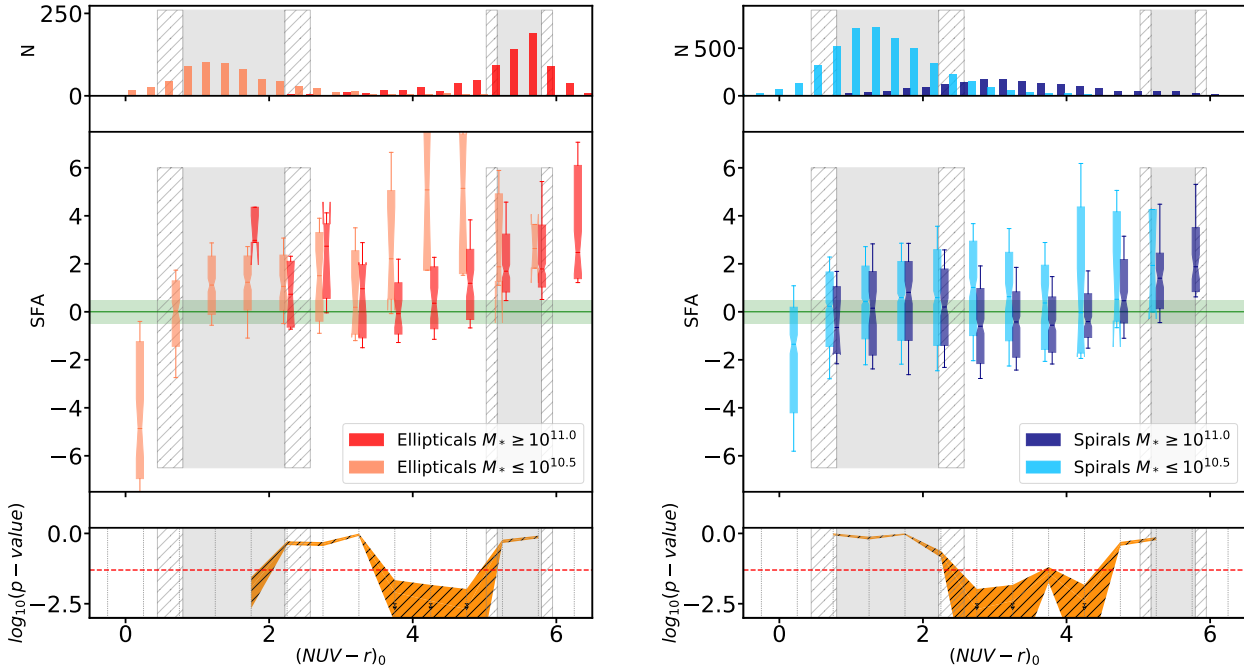 250
0
N
6
4
2
0
−2
−4
−6
SFA
Ellipticals M* ≥ 10^11.0
Ellipticals M* ≤ 10^10.5
0.0
−2.5
log10(p − value)
0 2 4 6
(NUV − r)0
500
0
N
6
4
2
0
−2
−4
−6
SFA
Spirals M* ≥ 10^11.0
Spirals M* ≤ 10^10.5
0.0
−2.5
log10(p − value)
0 2 4 6
(NUV − r)0